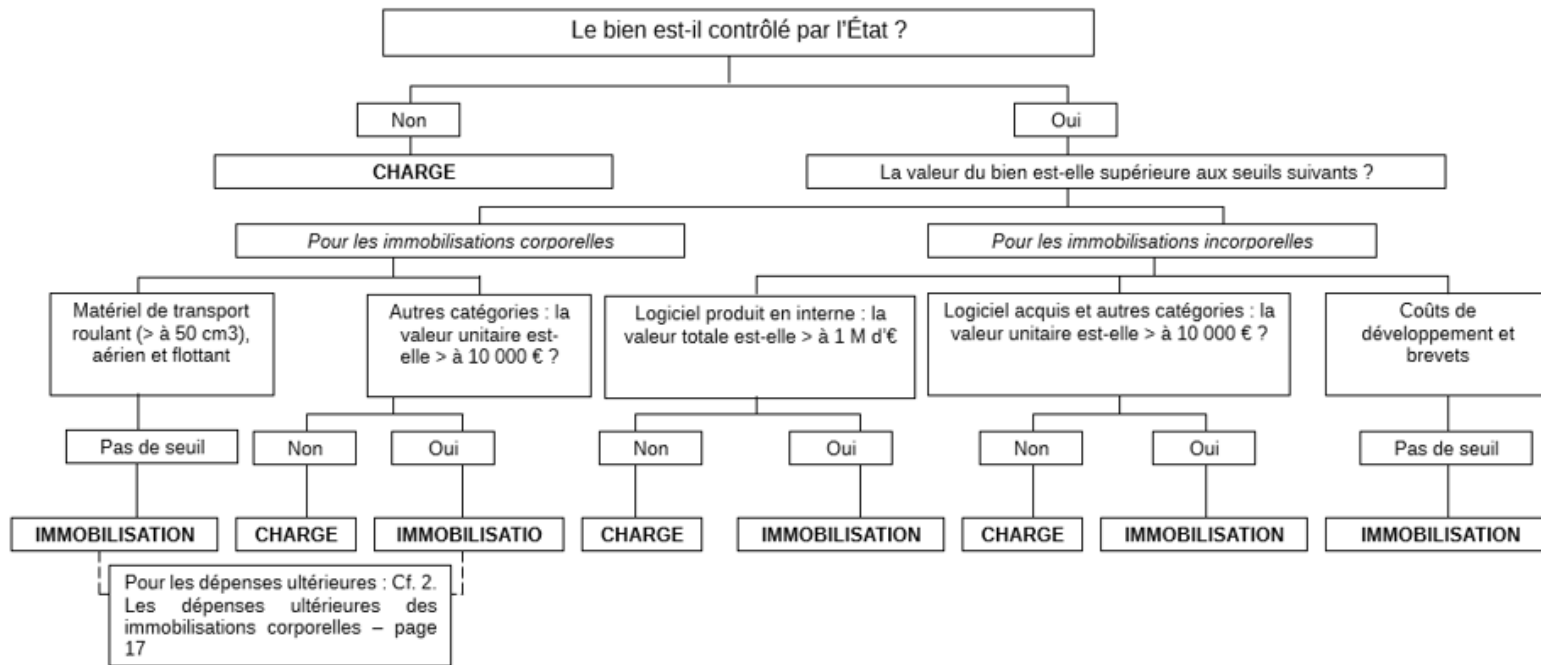 Le bien est-il contrôlé par l'État ?
Non
Oui
CHARGE
La valeur du bien est-elle supérieure aux seuils suivants ?
Pour les immobilisations corporelles
Pour les immobilisations incorporelles
Matériel de transport
roulant (> à 50 cm3),
aérien et flottant
Autres catégories : la
valeur unitaire est-
elle > à 10 000 € ?
Logiciel produit en interne : la
valeur totale est-elle > à 1 M d'€
Logiciel acquis et autres catégories : la
valeur unitaire est-elle > à 10 000 € ?
Coûts de
développement et
brevets
Pas de seuil
Non
Oui
Non
Oui
Non
Oui
Pas de seuil
IMMOBILISATION
CHARGE
IMMOBILISATIO
CHARGE
IMMOBILISATION
CHARGE
IMMOBILISATION
IMMOBILISATION
Pour les dépenses ultérieures : Cf. 2.
Les dépenses ultérieures des
immobilisations corporelles – page
17